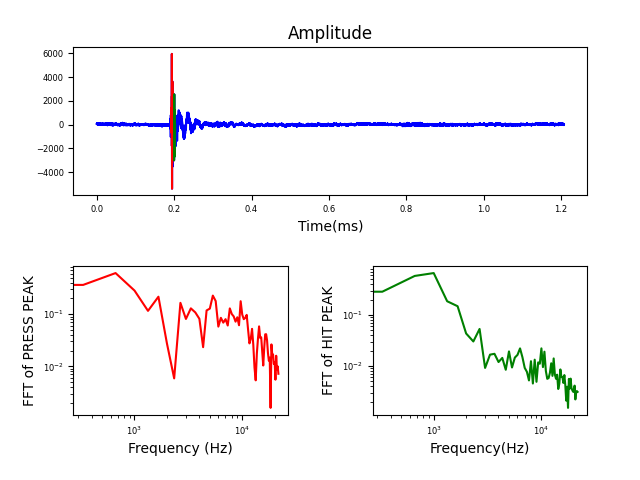 Amplitude
6000
4000
2000
0
−2000
−4000
0.0 0.2 0.4 0.6 0.8 1.0 1.2
Time(ms)
FFT of PRESS PEAK
10⁻¹
10⁻²
10³ 10⁴
Frequency (Hz)
FFT of HIT PEAK
10⁻¹
10⁻²
10³ 10⁴
Frequency(Hz)